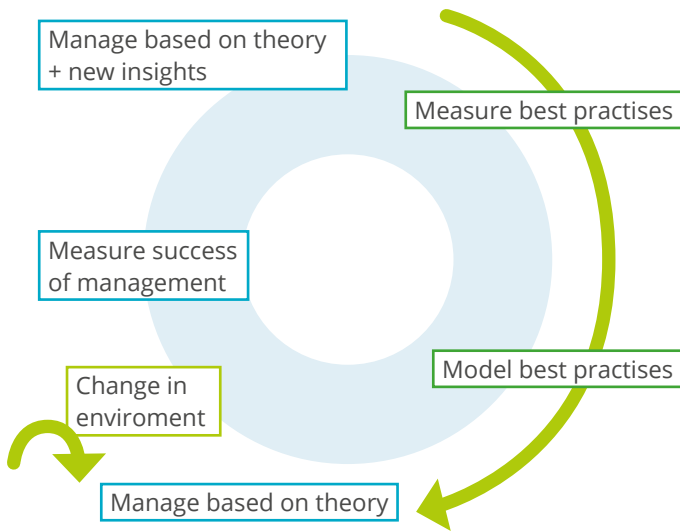 Manage based on theory
+ new insights
Measure best practises
Measure success
of management
Model best practises
Change in
enviroment
Manage based on theory